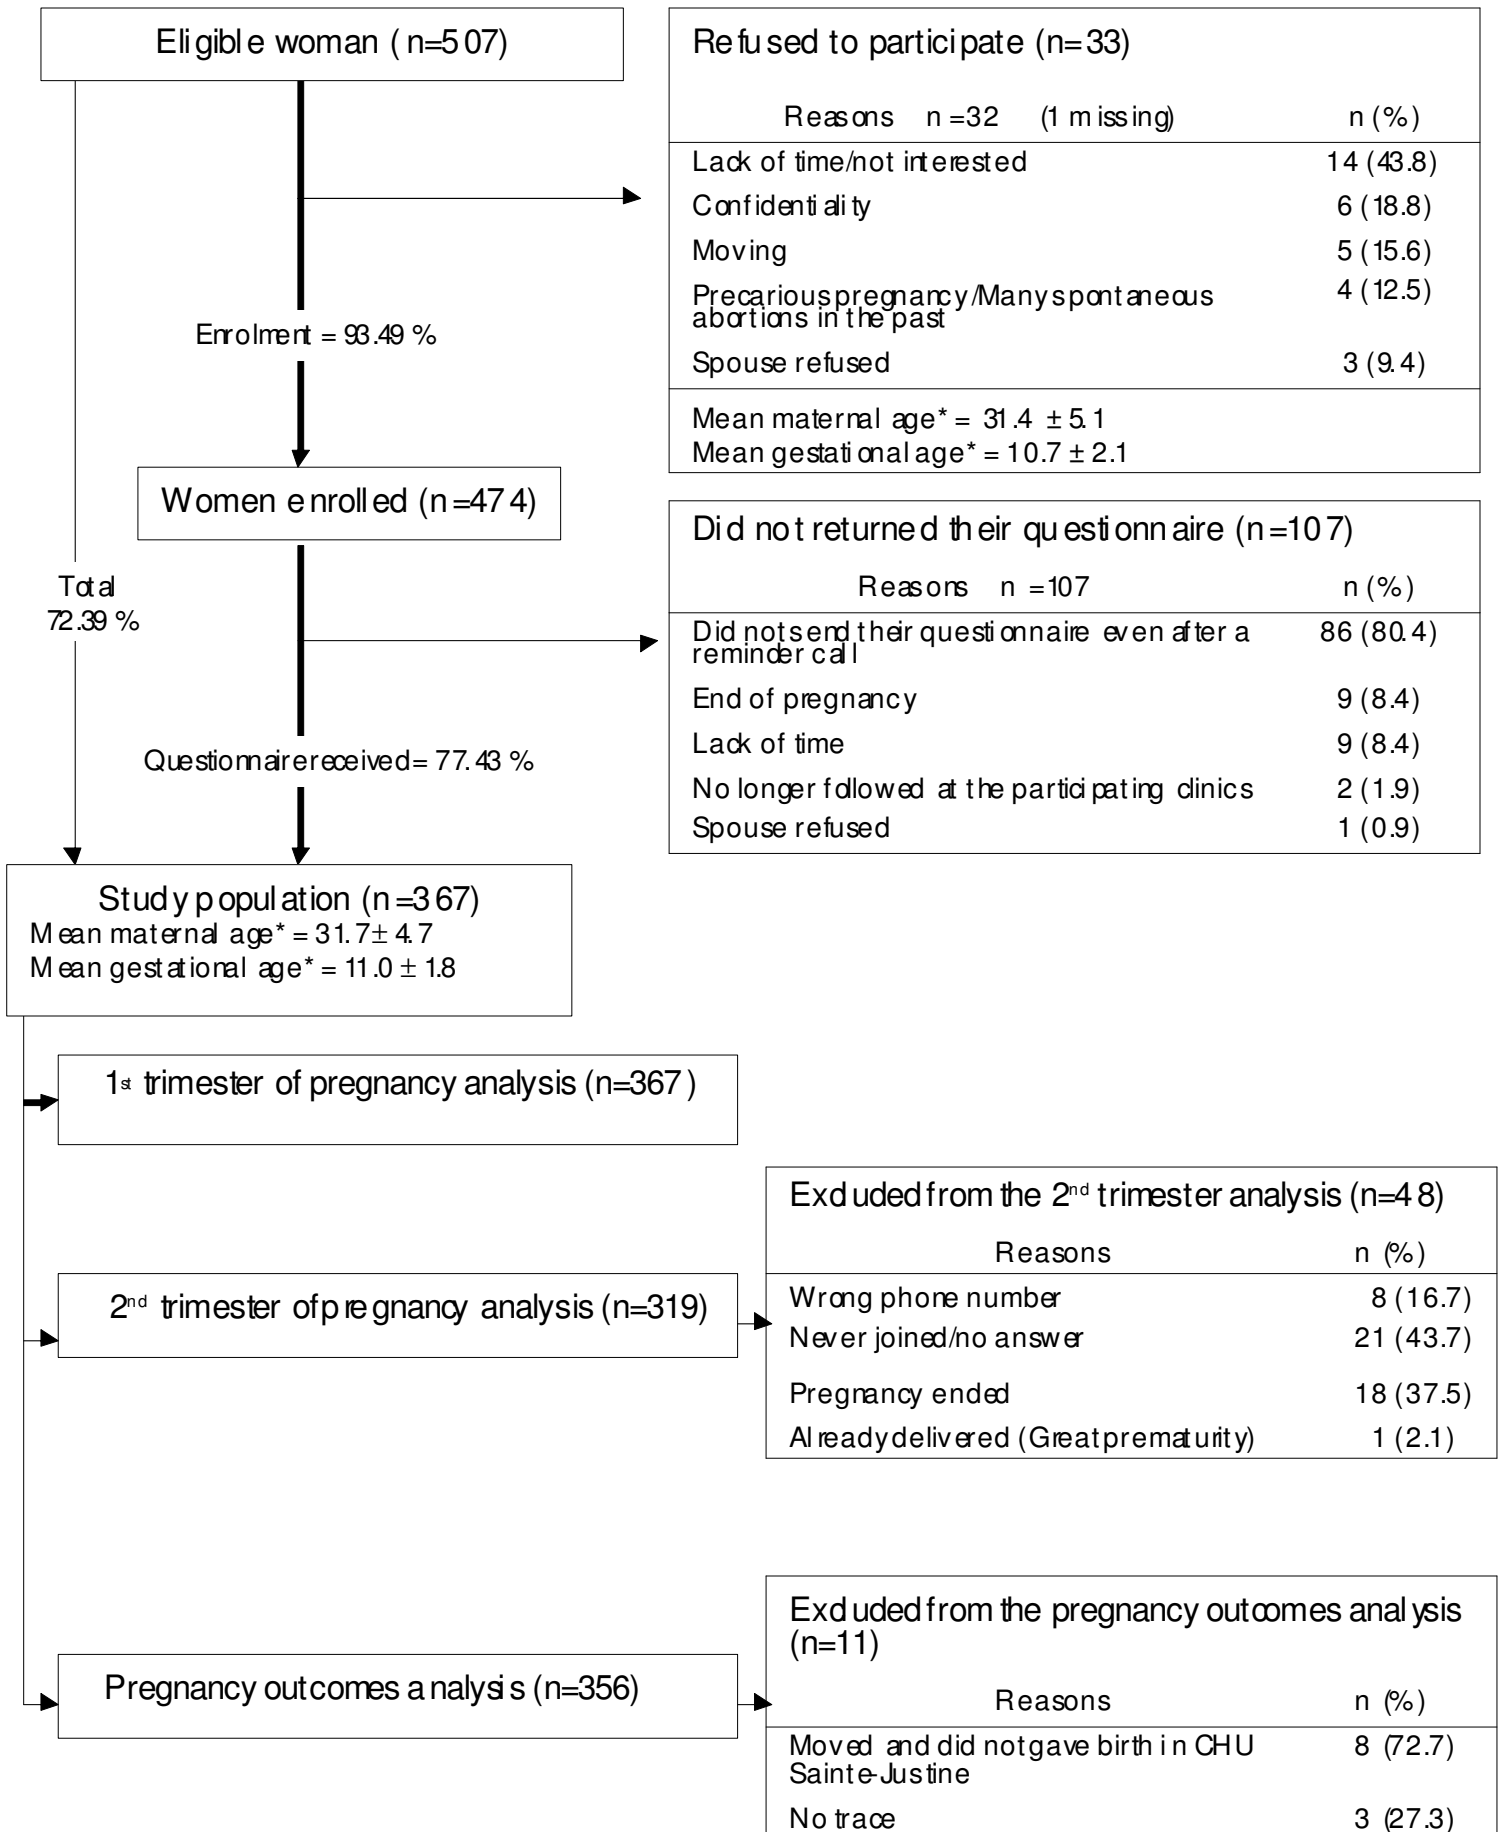 Eligible woman (n=507)
Refused to participate (n=33)
Reasons n =32 (1 missing) n (%)
Lack of time/not interested 14 (43.8)
Confidentiality 6 (18.8)
Moving 5 (15.6)
Precarious pregnancy/Many spontaneous 4 (12.5)
abortions in the past
Spouse refused 3 (9.4)
Mean maternal age* = 31.4 ± 5.1
Mean gestational age* = 10.7 ± 2.1
Enrolment = 93.49 %
Women enrolled (n=474)
Did not returned their questionnaire (n=107)
Reasons n =107 n (%)
Did not send their questionnaire even after a 86 (80.4)
reminder call
End of pregnancy 9 (8.4)
Lack of time 9 (8.4)
No longer followed at the participating clinics 2 (1.9)
Spouse refused 1 (0.9)
Total
72.39 %
Questionnaire received = 77.43 %
Study population (n=367)
Mean maternal age* = 31.7± 4.7
Mean gestational age* = 11.0 ± 1.8
1st trimester of pregnancy analysis (n=367)
2nd trimester of pregnancy analysis (n=319)
Excluded from the 2nd trimester analysis (n=48)
Reasons n (%)
Wrong phone number 8 (16.7)
Never joined/no answer 21 (43.7)
Pregnancy ended 18 (37.5)
Already delivered (Great prematurity) 1 (2.1)
Pregnancy outcomes analysis (n=356)
Excluded from the pregnancy outcomes analysis
(n=11)
Reasons n (%)
Moved and did not gave birth in CHU 8 (72.7)
Sainte-Justine
No trace 3 (27.3)